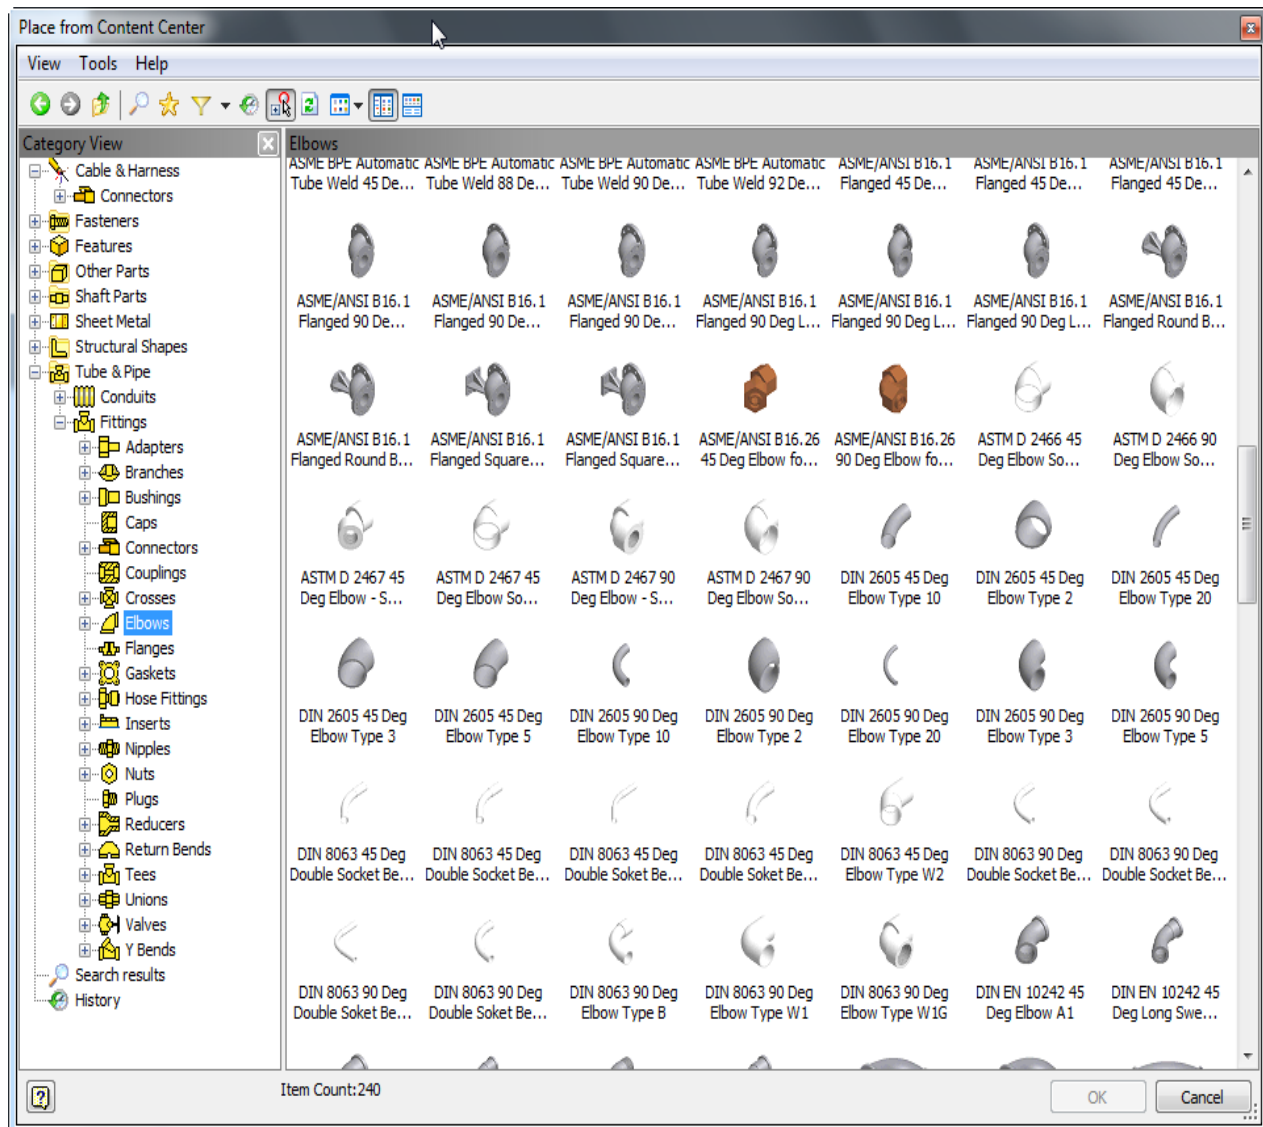 Place from Content Center
View Tools Help
Category View
Elbows
Cable & Harness
Connectors
Fasteners
Features
Other Parts
Shaft Parts
Sheet Metal
Structural Shapes
Tube & Pipe
Conduits
Fittings
Adapters
Branches
Bushings
Caps
Connectors
Couplings
Crosses
Elbows
Flanges
Gaskets
Hose Fittings
Inserts
Nipples
Nuts
Plugs
Reducers
Return Bends
Tees
Unions
Valves
Y Bends
Search results
History
ASME BPE Automatic ASME BPE Automatic ASME BPE Automatic ASME BPE Automatic ASME/ANSI B16.1 ASME/ANSI B16.1 ASME/ANSI B16.1
Tube Weld 45 De... Tube Weld 88 De... Tube Weld 90 De... Tube Weld 92 De... Flanged 45 De... Flanged 45 De... Flanged 45 De...
ASME/ANSI B16.1 ASME/ANSI B16.1 ASME/ANSI B16.1 ASME/ANSI B16.1 ASME/ANSI B16.1 ASME/ANSI B16.1 ASME/ANSI B16.1
Flanged 90 De... Flanged 90 De... Flanged 90 De... Flanged 90 Deg L... Flanged 90 Deg L... Flanged 90 Deg L... Flanged Round B...
ASME/ANSI B16.1 ASME/ANSI B16.1 ASME/ANSI B16.1 ASME/ANSI B16.26 ASME/ANSI B16.26 ASTM D 2466 45 ASTM D 2466 90
Flanged Round B... Flanged Square... Flanged Square... 45 Deg Elbow fo... 90 Deg Elbow fo... Deg Elbow So... Deg Elbow So...
ASTM D 2467 45 ASTM D 2467 45 ASTM D 2467 90 ASTM D 2467 90 DIN 2605 45 Deg DIN 2605 45 Deg DIN 2605 45 Deg
Deg Elbow - S... Deg Elbow So... Deg Elbow - S... Deg Elbow So... Elbow Type 10 Elbow Type 2 Elbow Type 20
DIN 2605 45 Deg DIN 2605 45 Deg DIN 2605 90 Deg DIN 2605 90 Deg DIN 2605 90 Deg DIN 2605 90 Deg DIN 2605 90 Deg
Elbow Type 3 Elbow Type 5 Elbow Type 10 Elbow Type 2 Elbow Type 20 Elbow Type 3 Elbow Type 5
DIN 8063 45 Deg DIN 8063 45 Deg DIN 8063 45 Deg DIN 8063 45 Deg DIN 8063 45 Deg DIN 8063 90 Deg DIN 8063 90 Deg
Double Socket Be... Double Socket Be... Double Soket Be... Double Soket Be... Elbow Type W2 Double Socket Be... Double Socket Be...
DIN 8063 90 Deg DIN 8063 90 Deg DIN 8063 90 Deg DIN 8063 90 Deg DIN 8063 90 Deg DIN EN 10242 45 DIN EN 10242 45
Double Soket Be... Double Soket Be... Elbow Type B Elbow Type W1 Elbow Type W1G Deg Elbow A1 Deg Long Swe...
Item Count:240
OK
Cancel